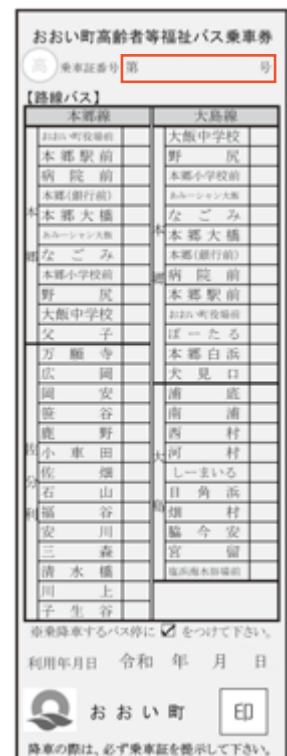 おおい町高齢者等福祉バス乗車券
高 乗車証番号 第 号
【路線バス】
本郷線 大島線
おおい町役場前 大飯中学校
本郷駅前 野尻
病院前 本郷小学校前
本郷(銀行前) あみーシャン大飯
本郷大橋 なごみ
あみーシャン大飯 本郷大橋
なごみ 本郷(銀行前)
本郷小学校前 病院前
野尻 本郷駅前
大飯中学校 おおい町役場前
父子 ぽーたる
万願寺 本郷白浜
広岡 犬見口
岡安 浦底
笹谷 南浦
鹿野 西村
小車田 河村
佐畑 しーまいる
石山 日角浜
福谷 畑村
安川 脇今安
三森 宮留
清水橋 塩浜海水浴場前
川上
子生谷
本郷
佐分利
本郷
大島
※乗降車するバス停に☑をつけて下さい。
利用年月日 令和 年 月 日
おおい町 印
降車の際は、必ず乗車証を提示して下さい。